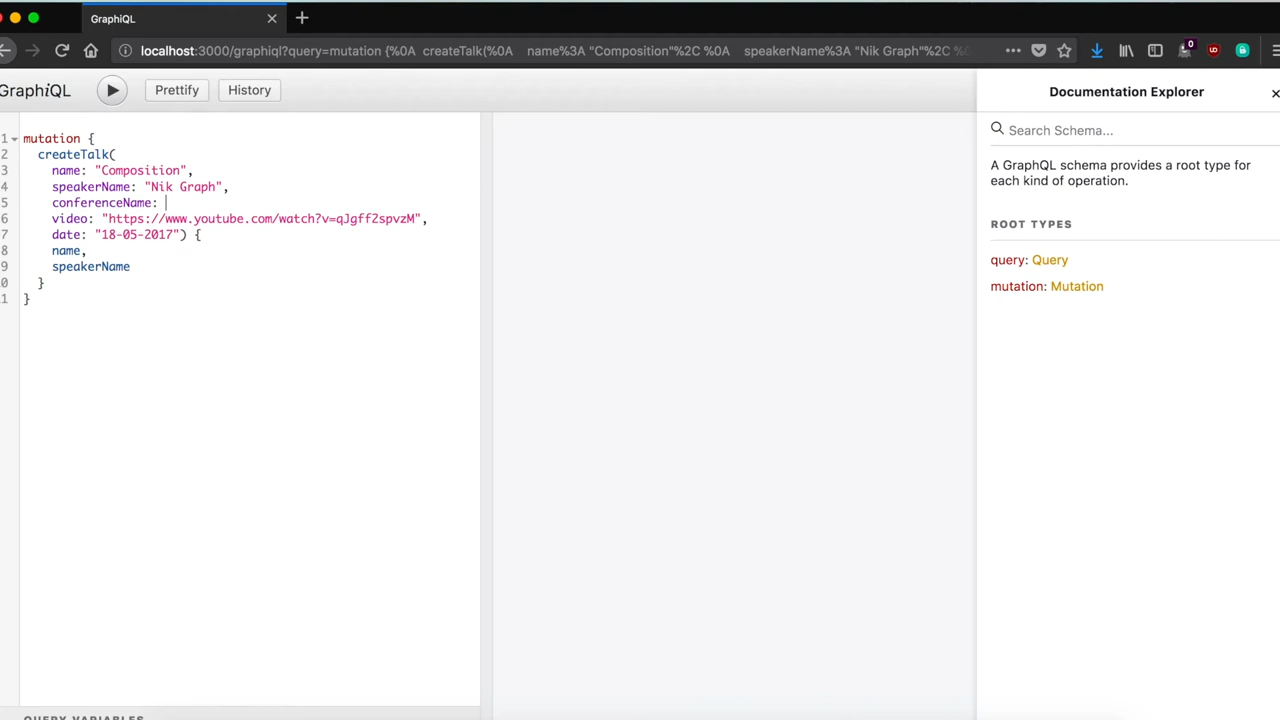 GraphiQL
localhost:3000/graphiql?query=mutation {%0A createTalk(%0A name%3A "Composition"%2C %0A speakerName%3A "Nik Graph"%2C %0
0
GraphiQL
Prettify
History
Documentation Explorer
Search Schema...
A GraphQL schema provides a root type for
each kind of operation.
ROOT TYPES
query: Query
mutation: Mutation
1 mutation {
2 createTalk(
3 name: "Composition",
4 speakerName: "Nik Graph",
5 conferenceName:
6 video: "https://www.youtube.com/watch?v=qJgff2spvzM",
7 date: "18-05-2017") {
8 name,
9 speakerName
10 }
11 }
QUERY VARIABLES